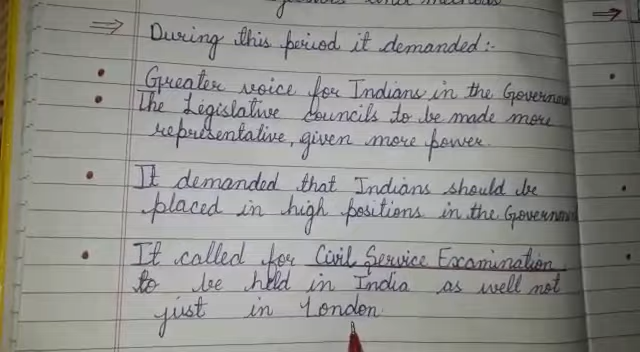 ⇒ During this period it demanded:-
• Greater voice for Indians in the Governm
• The Legislative councils to be made more
representative, given more power.
• It demanded that Indians should be
placed in high positions in the Governm
• It called for Civil Service Examination
to be held in India as well not
just in London.